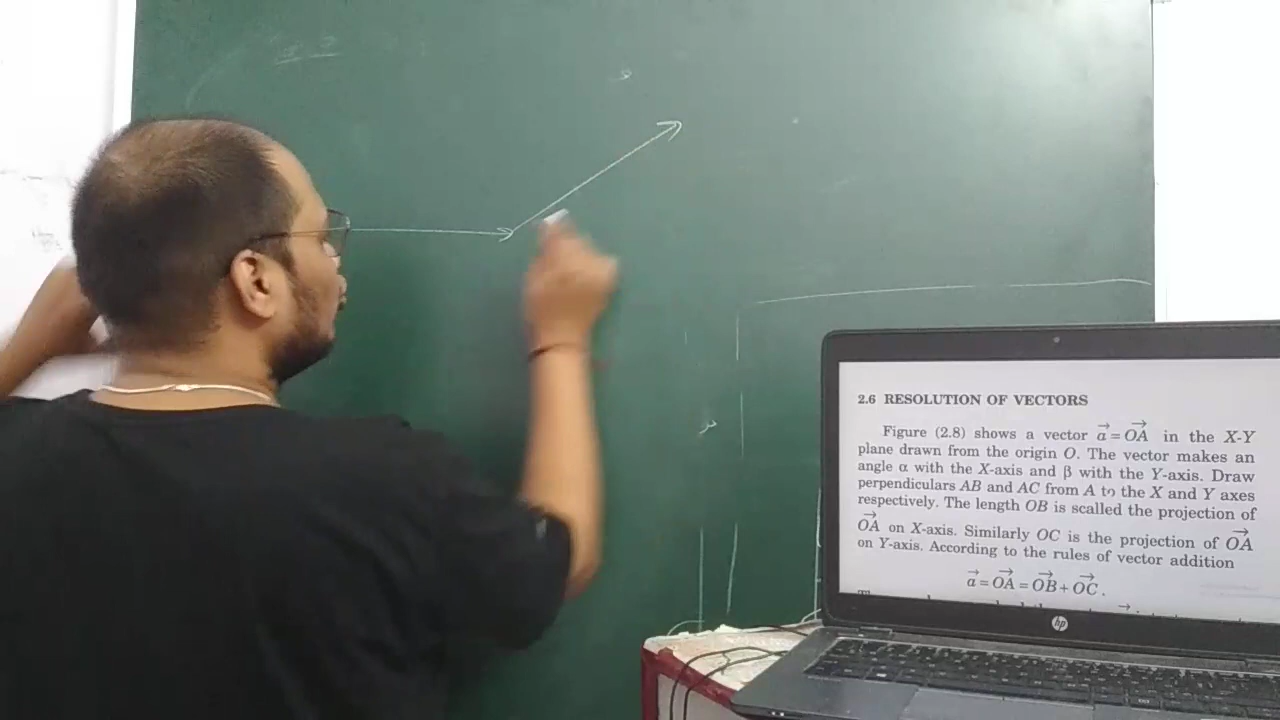 2.6 RESOLUTION OF VECTORS
Figure (2.8) shows a vector a⃗ = OA⃗ in the X-Y
plane drawn from the origin O. The vector makes an
angle α with the X-axis and β with the Y-axis. Draw
perpendiculars AB and AC from A to the X and Y axes
respectively. The length OB is scalled the projection of
OA⃗ on X-axis. Similarly OC is the projection of OA⃗
on Y-axis. According to the rules of vector addition
a⃗ = OA⃗ = OB⃗ + OC⃗ .
hp